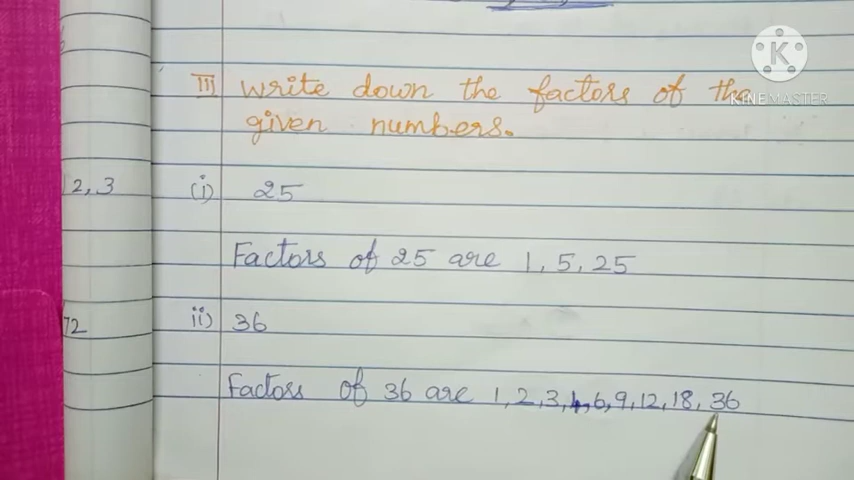 K
KINEMASTER
III write down the factors of the
given numbers.
2, 3
(i) 25
Factors of 25 are 1, 5, 25
72
ii) 36
Factors of 36 are 1, 2, 3, 4, 6, 9, 12, 18, 36